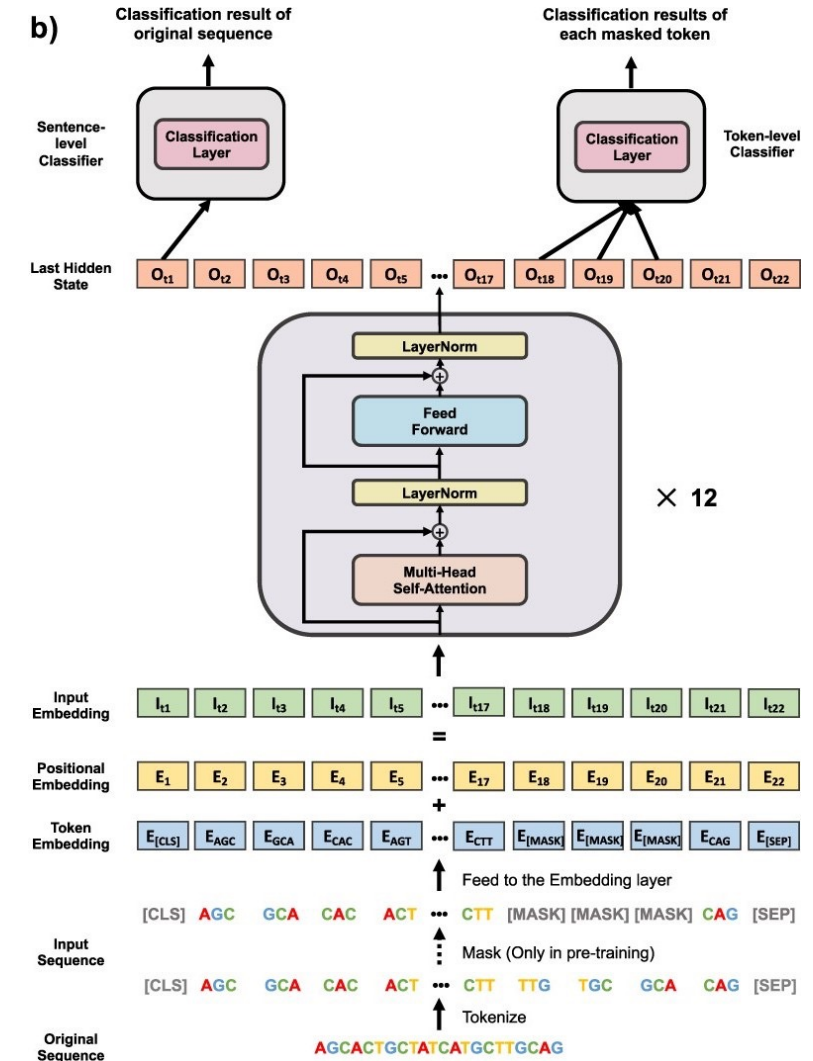 b)
Classification result of
original sequence
Classification results of
each masked token
Sentence-
level
Classifier
Classification
Layer
Classification
Layer
Token-level
Classifier
Last Hidden
State
Ot1 Ot2 Ot3 Ot4 Ot5 ... Ot17 Ot18 Ot19 Ot20 Ot21 Ot22
LayerNorm
+
Feed
Forward
LayerNorm
+
Multi-Head
Self-Attention
× 12
Input
Embedding
It1 It2 It3 It4 It5 ... It17 It18 It19 It20 It21 It22
=
Positional
Embedding
E1 E2 E3 E4 E5 ... E17 E18 E19 E20 E21 E22
+
Token
Embedding
E[CLS] EAGC EGCA ECAC EAGT ... ECTT E[MASK] E[MASK] E[MASK] ECAG E[SEP]
Feed to the Embedding layer
[CLS] AGC GCA CAC ACT ... CTT [MASK] [MASK] [MASK] CAG [SEP]
Input
Sequence
Mask (Only in pre-training)
[CLS] AGC GCA CAC ACT ... CTT TTG TGC GCA CAG [SEP]
Tokenize
Original
Sequence
AGCACTGCTATCATGCTTGCAG